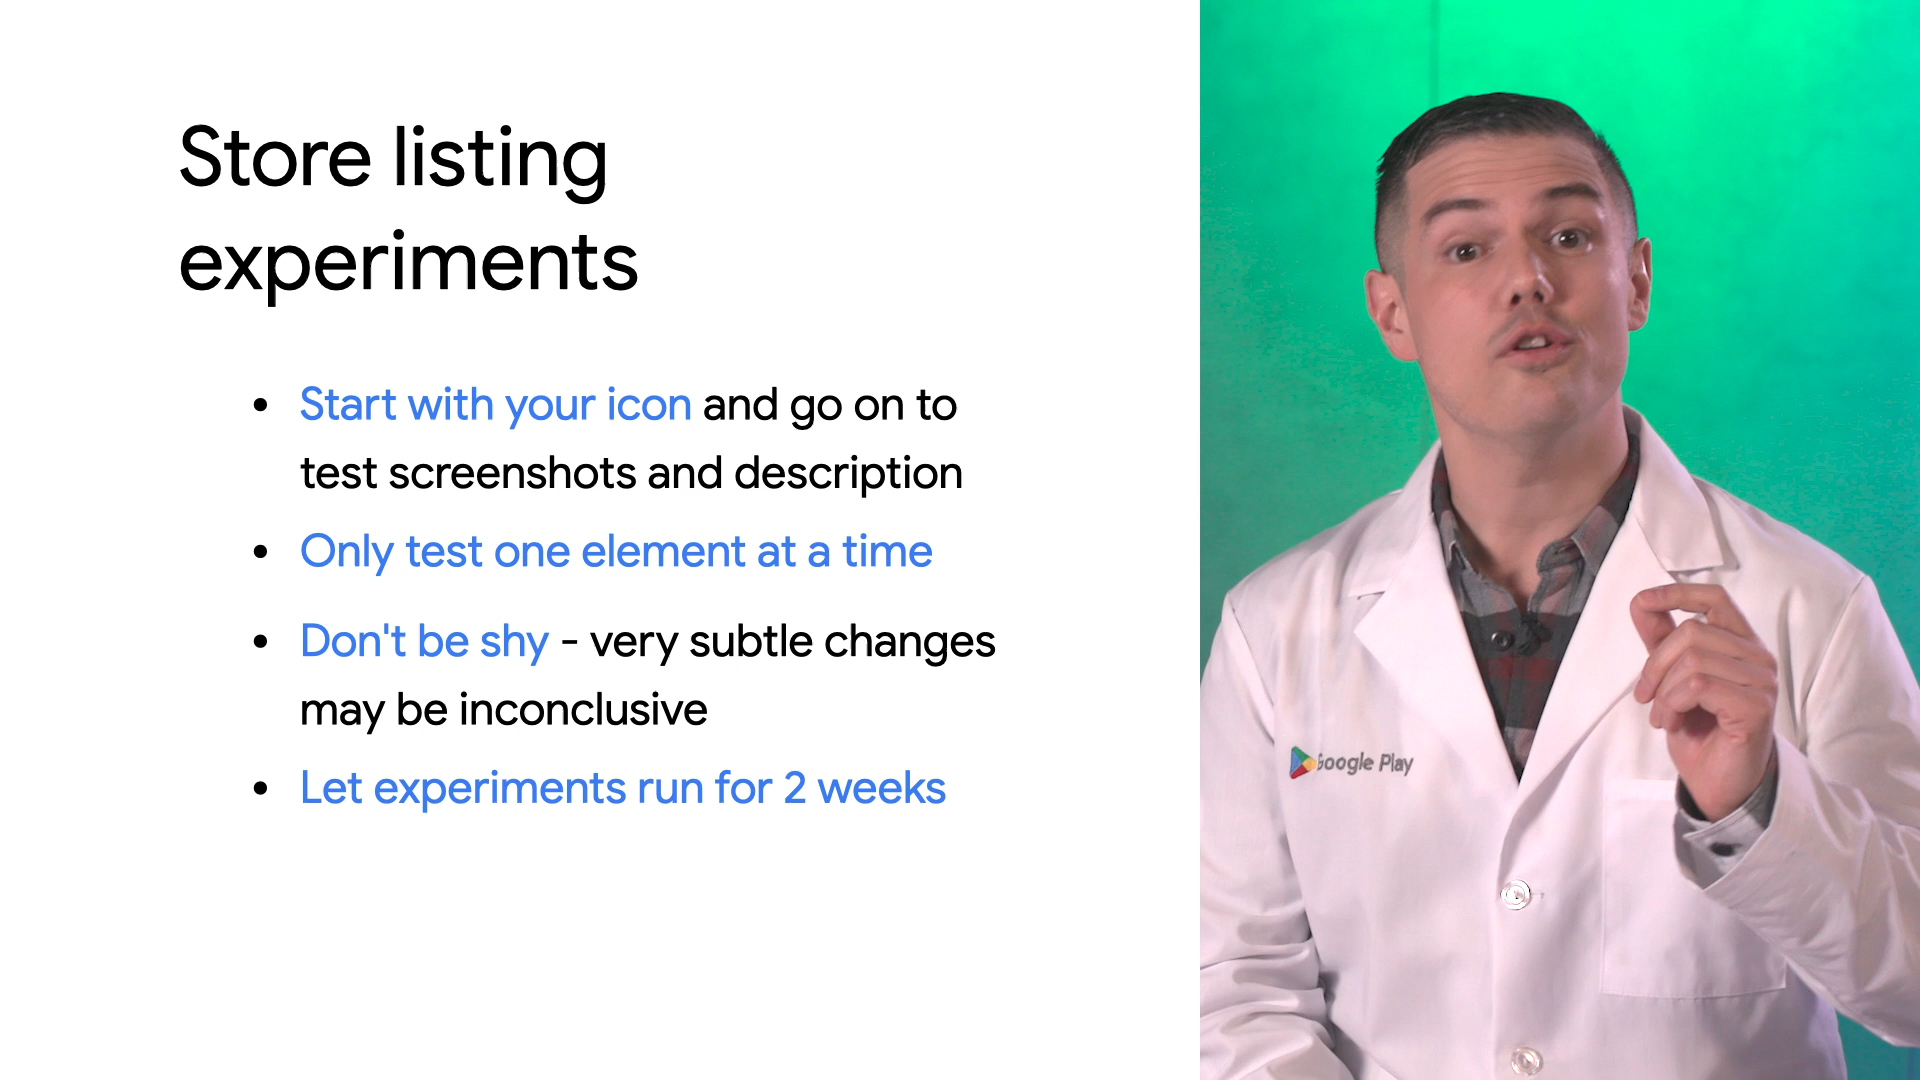 Store listing
experiments
• Start with your icon and go on to
test screenshots and description
• Only test one element at a time
• Don't be shy - very subtle changes
may be inconclusive
• Let experiments run for 2 weeks
Google Play